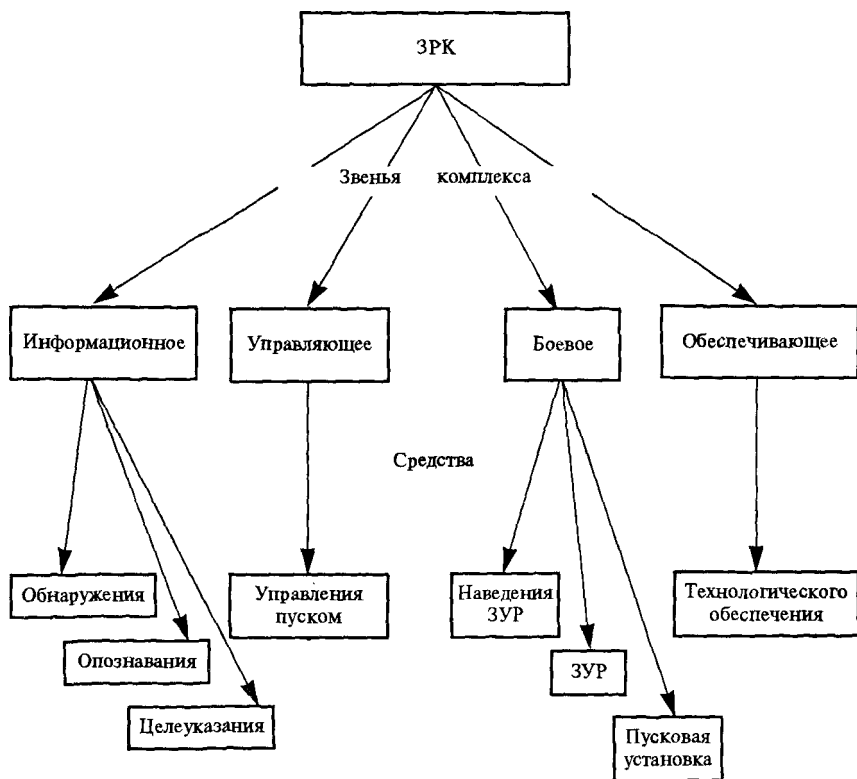 ЗРК
Звенья комплекса
Информационное
Управляющее
Боевое
Обеспечивающее
Средства
Обнаружения
Управления
пуском
Наведения
ЗУР
Технологического
обеспечения
Опознавания
ЗУР
Целеуказания
Пусковая
установка